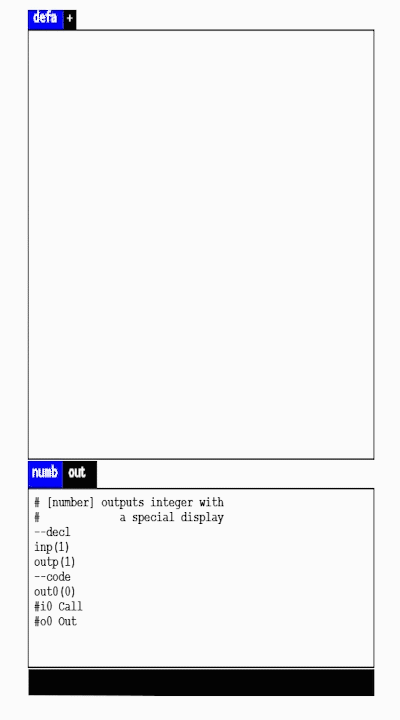 defa +
numb out
# [number] outputs integer with
#             a special display
--decl
inp(1)
outp(1)
--code
out0(0)
#i0 Call
#o0 Out